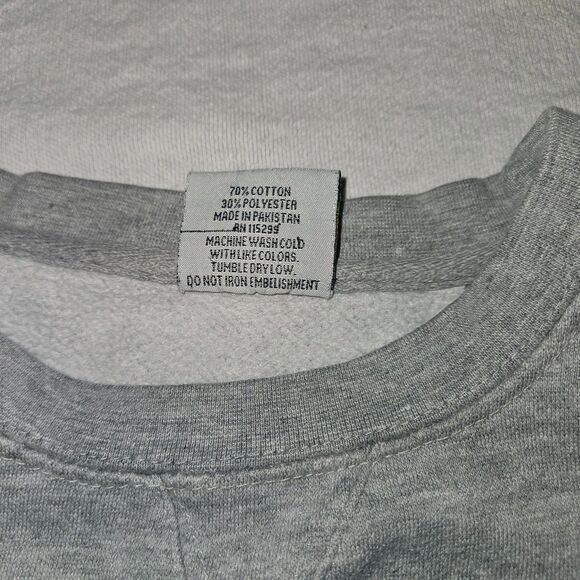 70% COTTON
30% POLYESTER
MADE IN PAKISTAN
RN 115299
MACHINE WASH COLD
WITH LIKE COLORS.
TUMBLE DRY LOW.
DO NOT IRON EMBELISHMENT